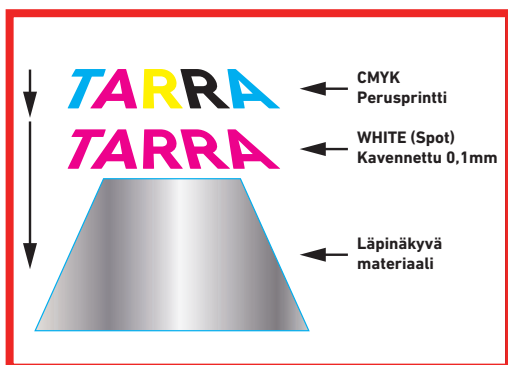 TARRA
CMYK
Perusprintti
TARRA
WHITE (Spot)
Kavennettu 0,1mm
Läpinäkyvä
materiaali